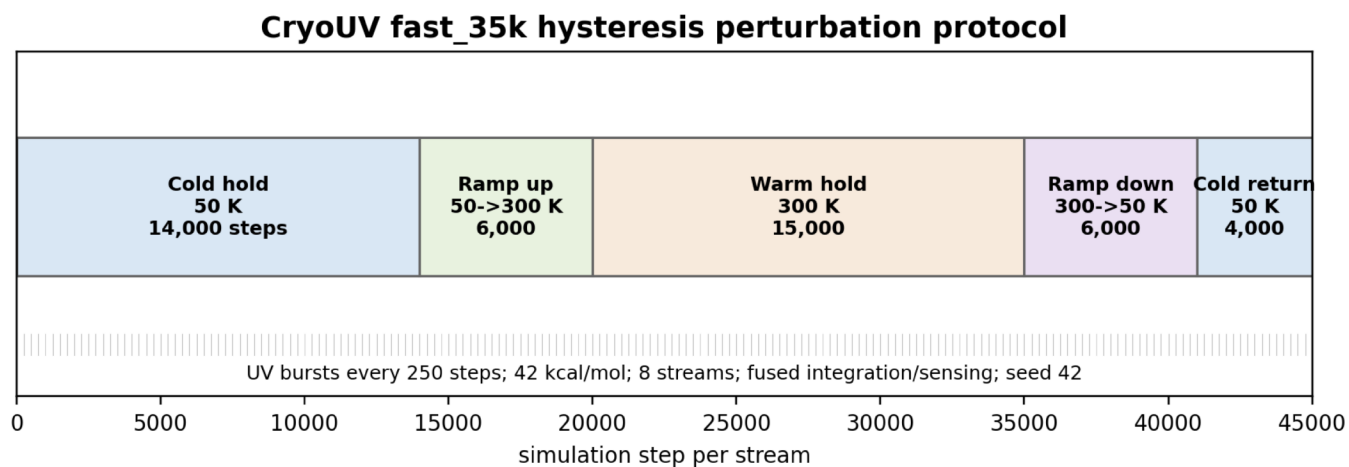 CryoUV fast_35k hysteresis perturbation protocol
Cold hold
50 K
14,000 steps
Ramp up
50->300 K
6,000
Warm hold
300 K
15,000
Ramp down
300->50 K
6,000
Cold return
50 K
4,000
UV bursts every 250 steps; 42 kcal/mol; 8 streams; fused integration/sensing; seed 42
0 5000 10000 15000 20000 25000 30000 35000 40000 45000
simulation step per stream